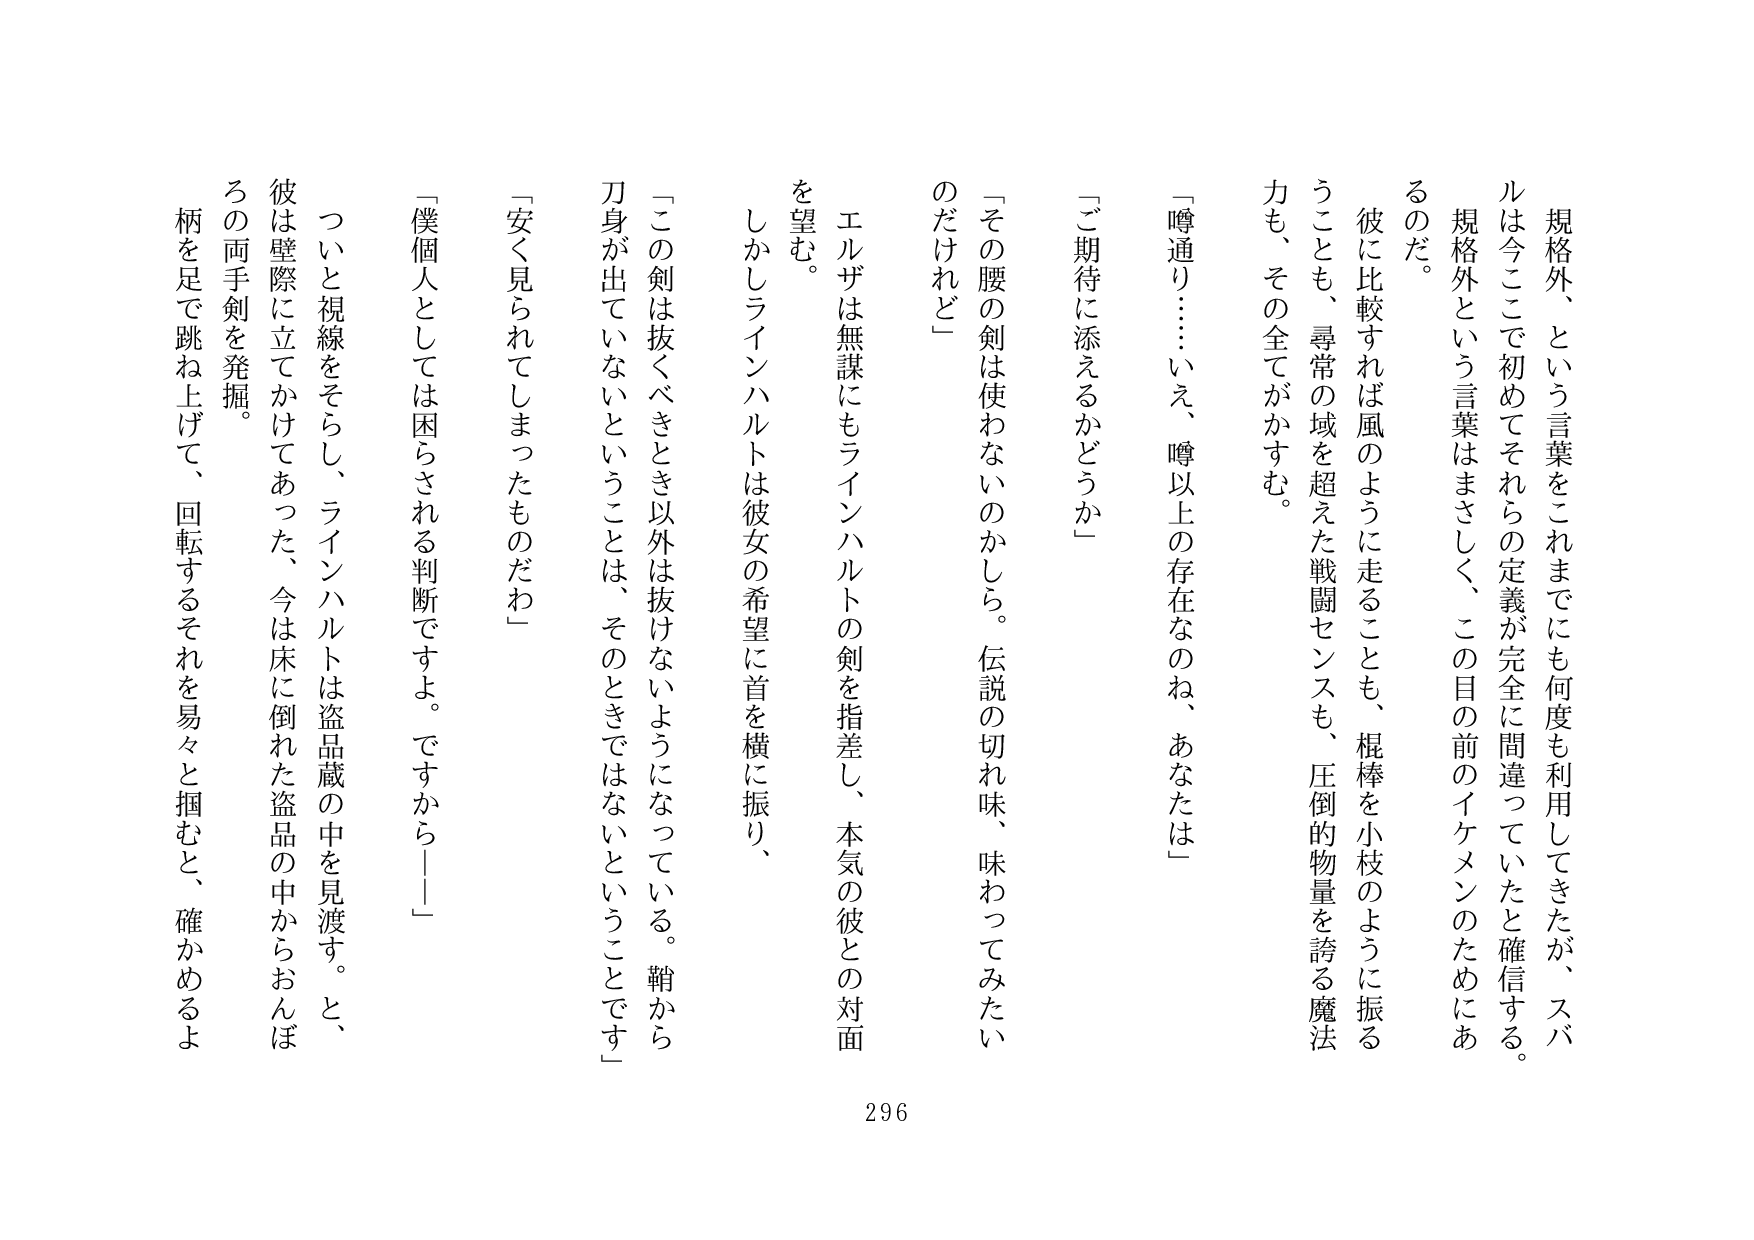 規格外、という言葉をこれまでにも何度も利用してきたが、スバ
ルは今ここで初めてそれらの定義が完全に間違っていたと確信する。
規格外という言葉はまさしく、この目の前のイケメンのためにあ
るのだ。
彼に比較すれば風のように走ることも、棍棒を小枝のように振る
うことも、尋常の域を超えた戦闘センスも、圧倒的物量を誇る魔法
力も、その全てがかすむ。
「噂通り……いえ、噂以上の存在なのね、あなたは」
「ご期待に添えるかどうか」
「その腰の剣は使わないのかしら。伝説の切れ味、味わってみたい
のだけれど」
エルザは無謀にもラインハルトの剣を指差し、本気の彼との対面
を望む。
しかしラインハルトは彼女の希望に首を横に振り、
「この剣は抜くべきとき以外は抜けないようになっている。鞘から
刀身が出ていないということは、そのときではないということです」
「安く見られてしまったものだわ」
「僕個人としては困らされる判断ですよ。ですから――」
ついと視線をそらし、ラインハルトは盗品蔵の中を見渡す。と、
彼は壁際に立てかけてあった、今は床に倒れた盗品の中からおんぼ
ろの両手剣を発掘。
柄を足で跳ね上げて、回転するそれを易々と掴むと、確かめるよ
296